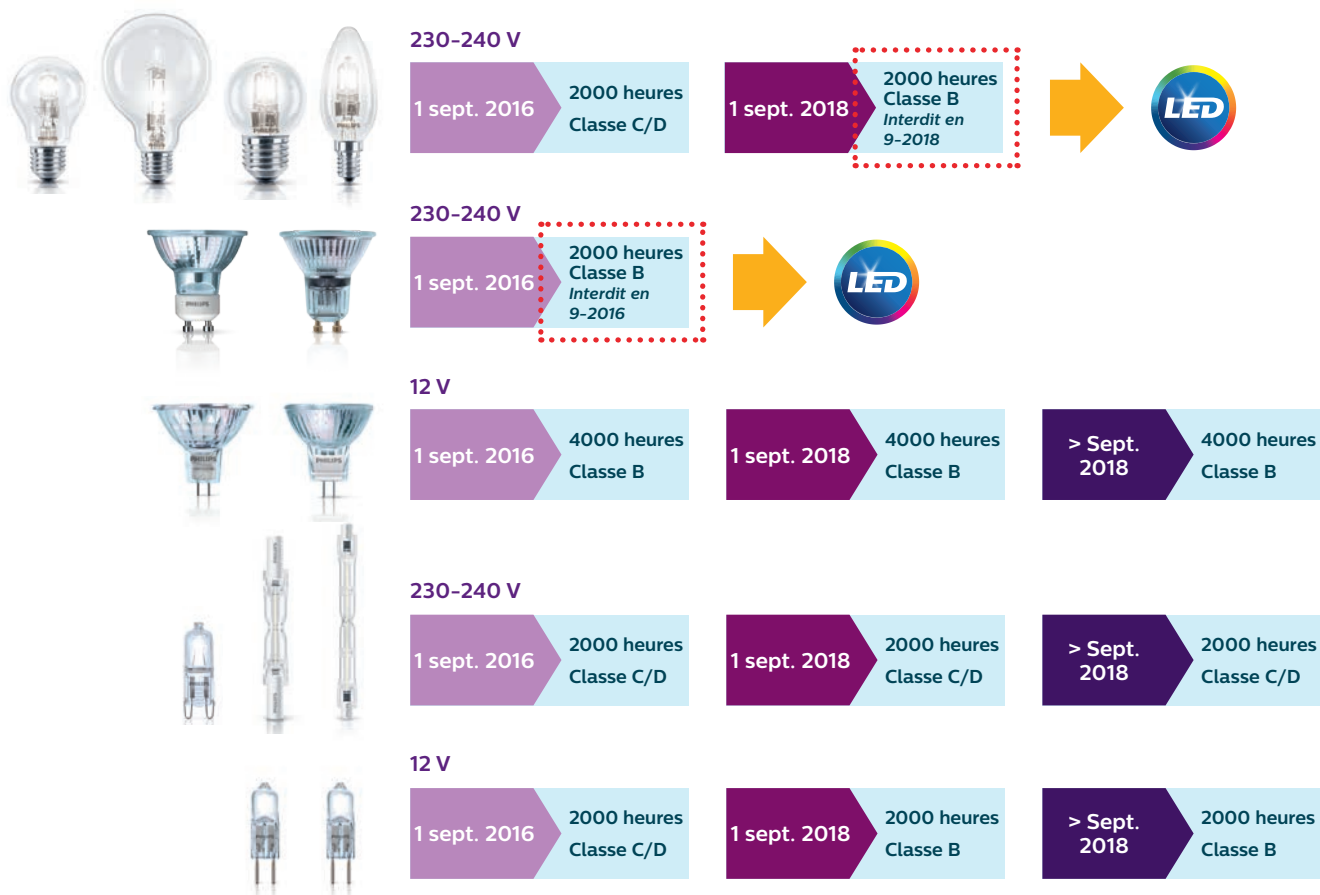 230-240 V
1 sept. 2016
2000 heures
Classe C/D
1 sept. 2018
2000 heures
Classe B
Interdit en
9-2018
LED
230-240 V
1 sept. 2016
2000 heures
Classe B
Interdit en
9-2016
LED
PHILIPS
12 V
1 sept. 2016
4000 heures
Classe B
1 sept. 2018
4000 heures
Classe B
> Sept.
2018
4000 heures
Classe B
PHILIPS
PHILIPS
230-240 V
1 sept. 2016
2000 heures
Classe C/D
1 sept. 2018
2000 heures
Classe C/D
> Sept.
2018
2000 heures
Classe C/D
12 V
1 sept. 2016
2000 heures
Classe C/D
1 sept. 2018
2000 heures
Classe B
> Sept.
2018
2000 heures
Classe B